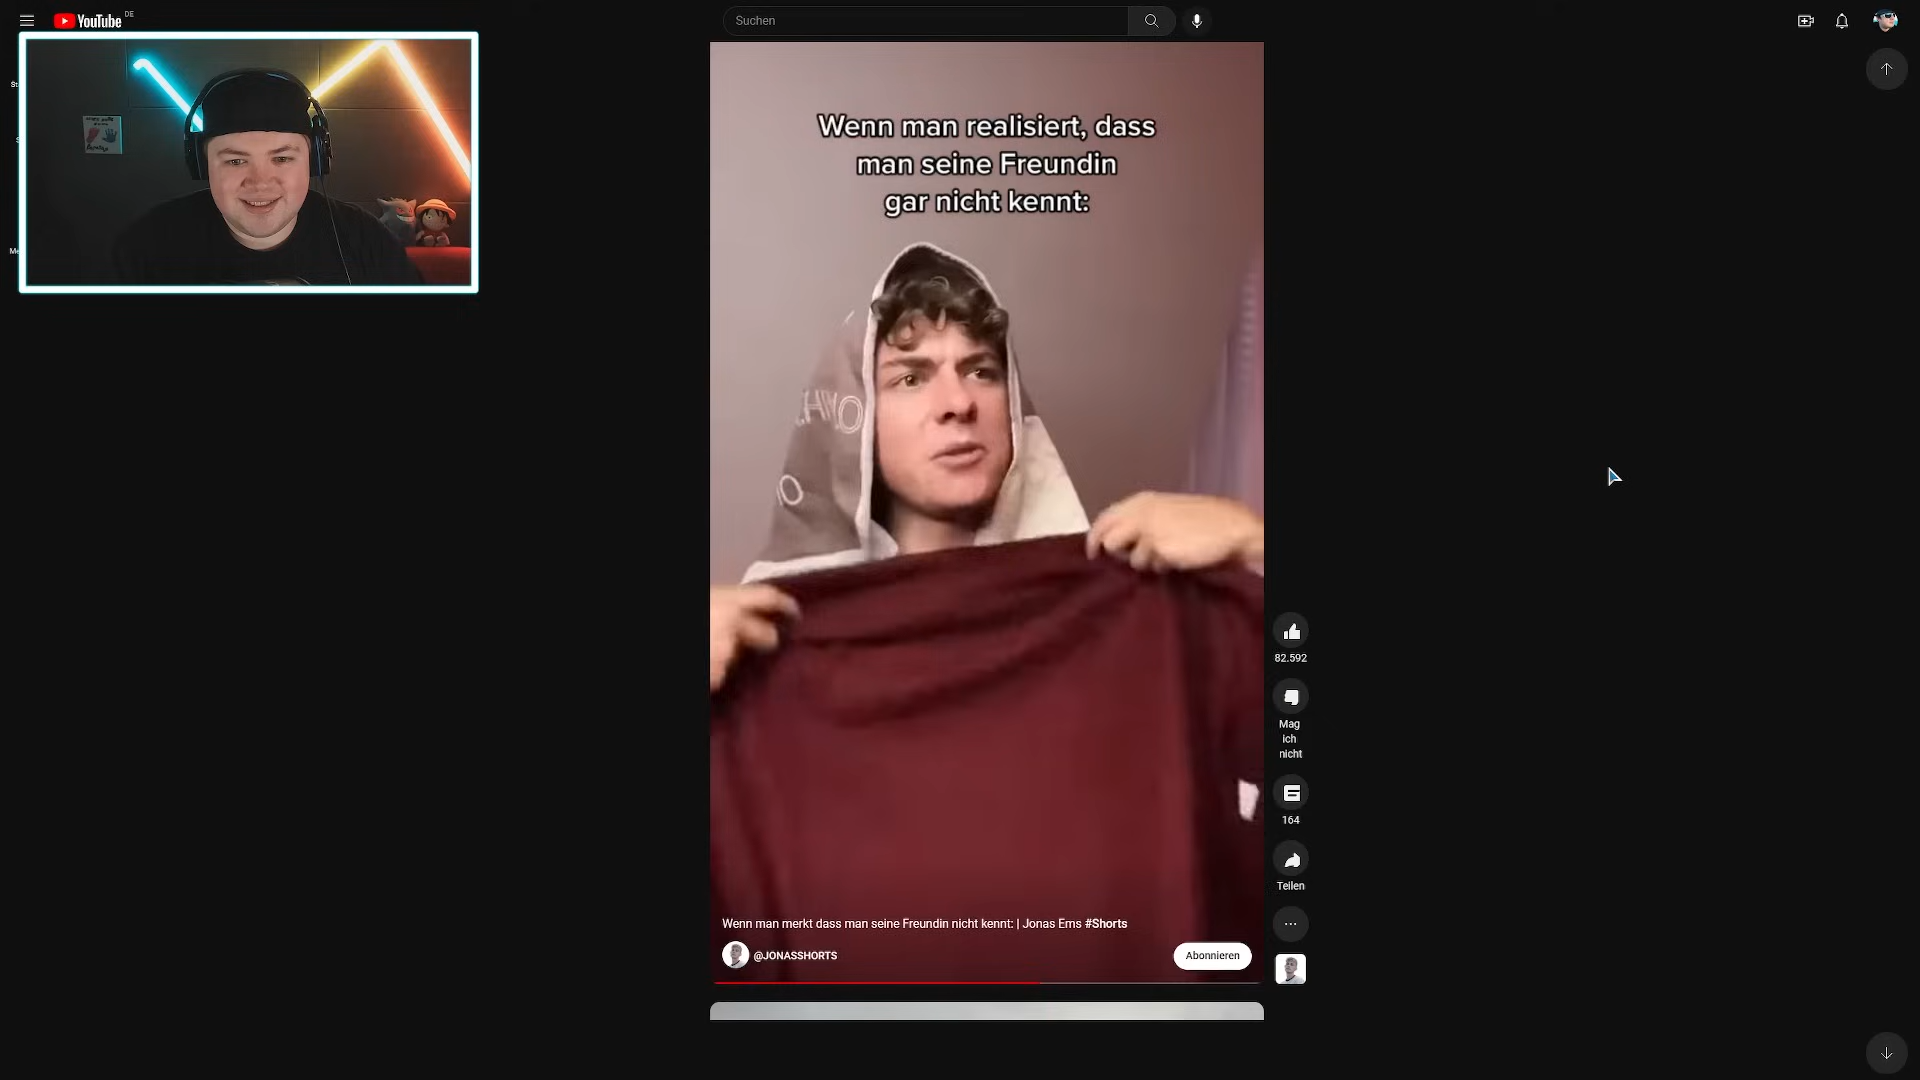 YouTube DE
Suchen
Wenn man realisiert, dass
man seine Freundin
gar nicht kennt:
82.592
Mag
ich
nicht
164
Teilen
Wenn man merkt dass man seine Freundin nicht kennt: | Jonas Ems #Shorts
@JONASSHORTS
Abonnieren